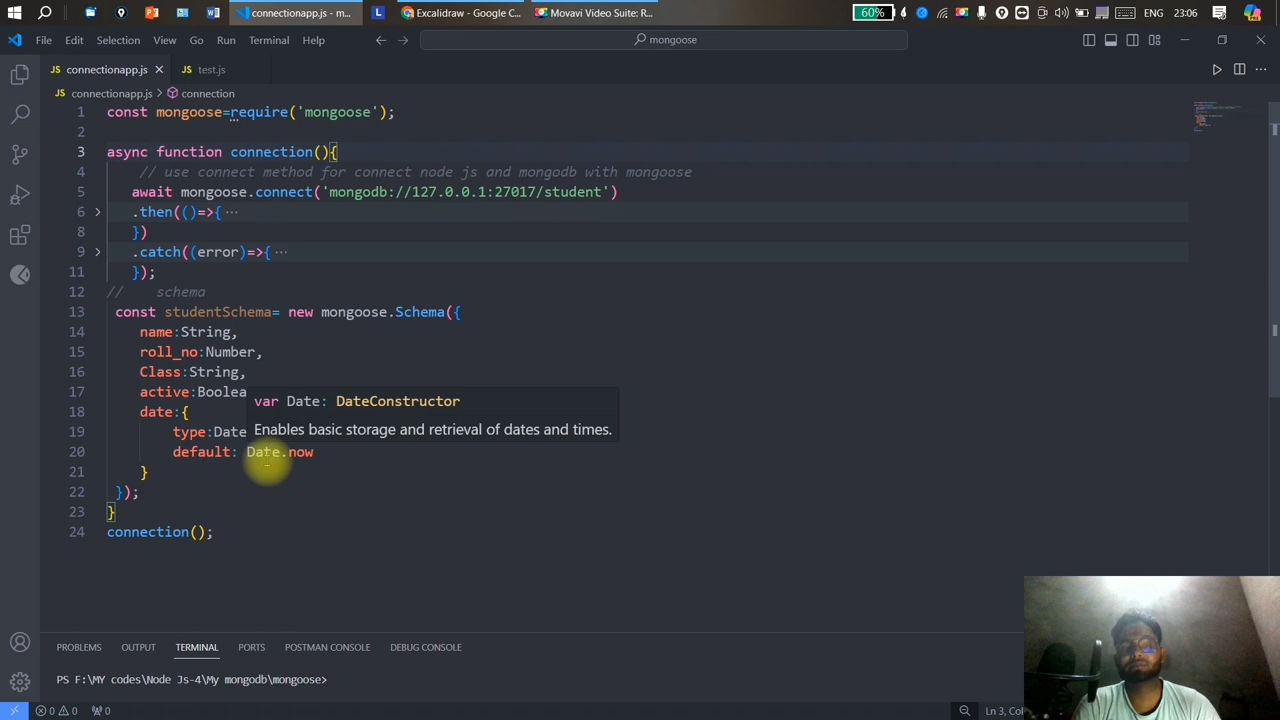 connectionapp.js - m...
Excalidraw - Google C...
Movavi Video Suite: R...
60%
ENG
23:06
File Edit Selection View Go Run Terminal Help
mongoose
JS connectionapp.js
JS test.js
JS connectionapp.js > connection
1 const mongoose=require('mongoose');
2
3 async function connection(){
4 // use connect method for connect node js and mongodb with mongoose
5 await mongoose.connect('mongodb://127.0.0.1:27017/student')
6 .then(()=>{ ...
8 })
9 .catch((error)=>{ ...
11 });
12 // schema
13 const studentSchema= new mongoose.Schema({
14 name:String,
15 roll_no:Number,
16 Class:String,
17 active:Boolea
var Date: DateConstructor
18 date:{
Enables basic storage and retrieval of dates and times.
19 type:Date
20 default: Date.now
21 }
22 });
23 }
24 connection();
PROBLEMS OUTPUT TERMINAL PORTS POSTMAN CONSOLE DEBUG CONSOLE
PS F:\MY codes\Node Js-4\My mongodb\mongoose>
0 0 0
Ln 3, Col